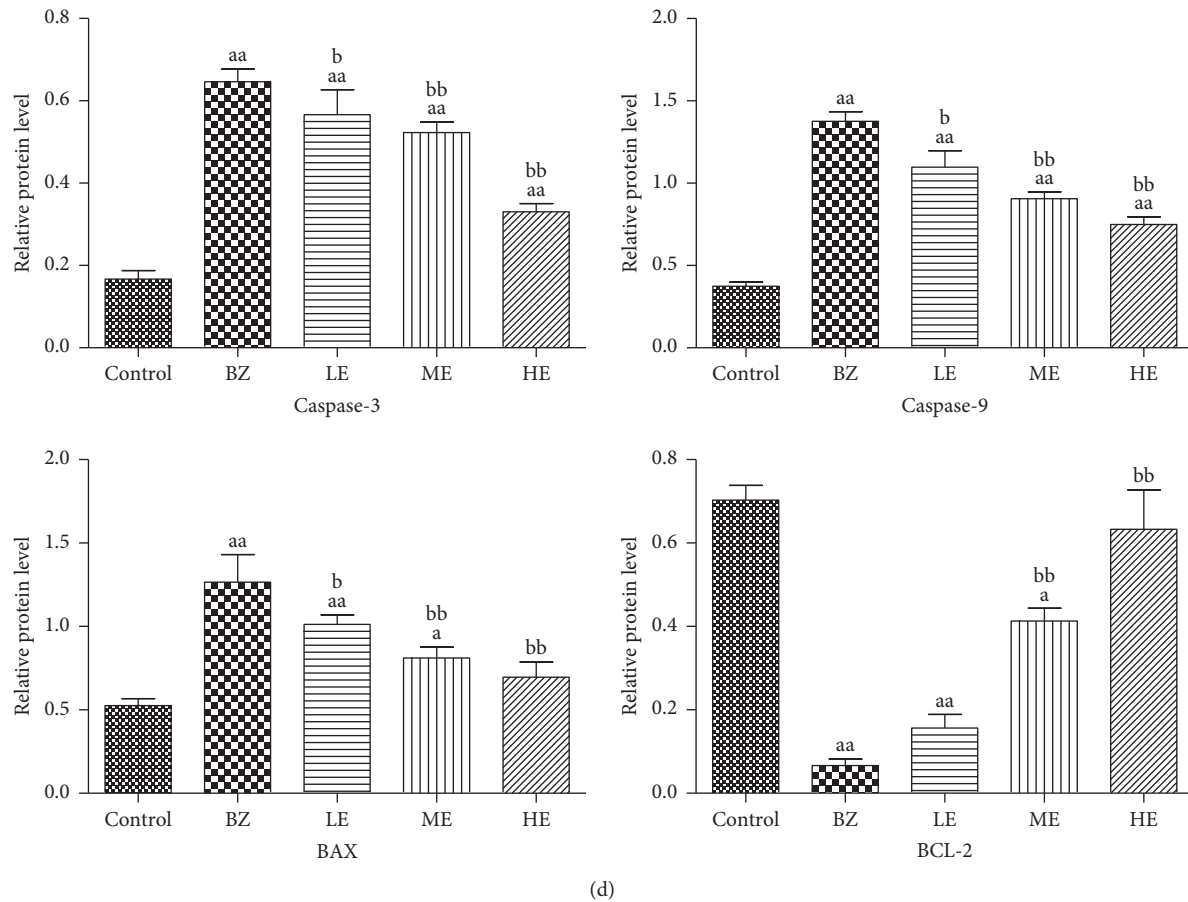 Relative protein level
0.8
0.6
0.4
0.2
0.0
aa
b
aa
bb
aa
bb
aa
Control BZ LE ME HE
Caspase-3
Relative protein level
2.0
1.5
1.0
0.5
0.0
aa
b
aa
bb
aa
bb
aa
Control BZ LE ME HE
Caspase-9
Relative protein level
2.0
1.5
1.0
0.5
0.0
aa
b
aa
bb
a
bb
Control BZ LE ME HE
BAX
Relative protein level
0.8
0.6
0.4
0.2
0.0
aa
aa
bb
a
bb
Control BZ LE ME HE
BCL-2
(d)